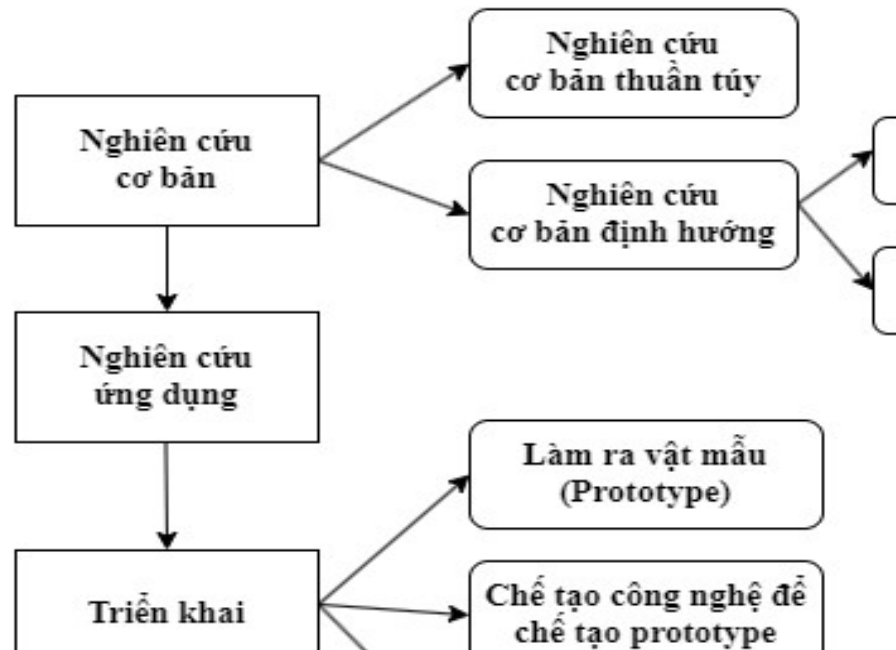 Nghiên cứu
cơ bản thuần túy
Nghiên cứu
cơ bản
Nghiên cứu
cơ bản định hướng
Nghiên cứu
ứng dụng
Làm ra vật mẫu
(Prototype)
Triển khai
Chế tạo công nghệ để
chế tạo prototype